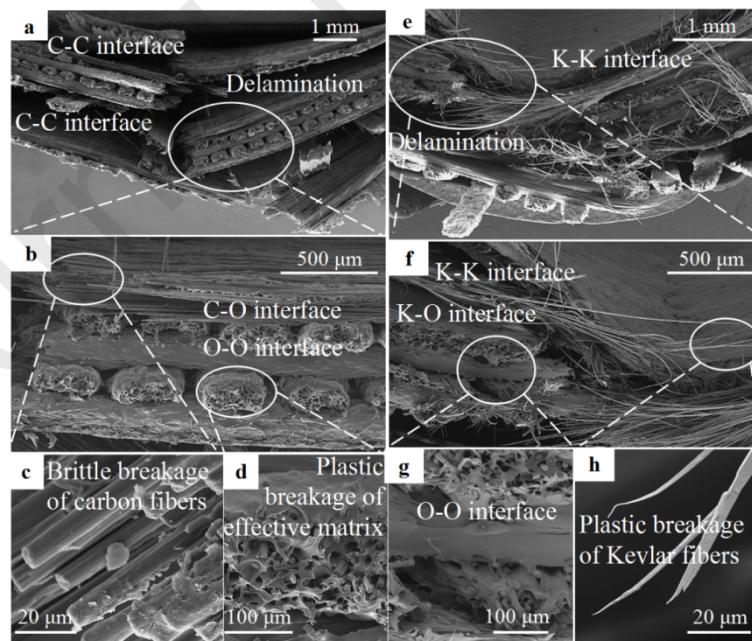 a
C-C interface
1 mm
Delamination
C-C interface
b
500 μm
C-O interface
O-O interface
c
Brittle breakage
of carbon fibers
20 μm
d
Plastic
breakage of
effective matrix
100 μm
e
1 mm
K-K interface
Delamination
f
500 μm
K-K interface
K-O interface
g
O-O interface
100 μm
h
Plastic breakage
of Kevlar fibers
20 μm